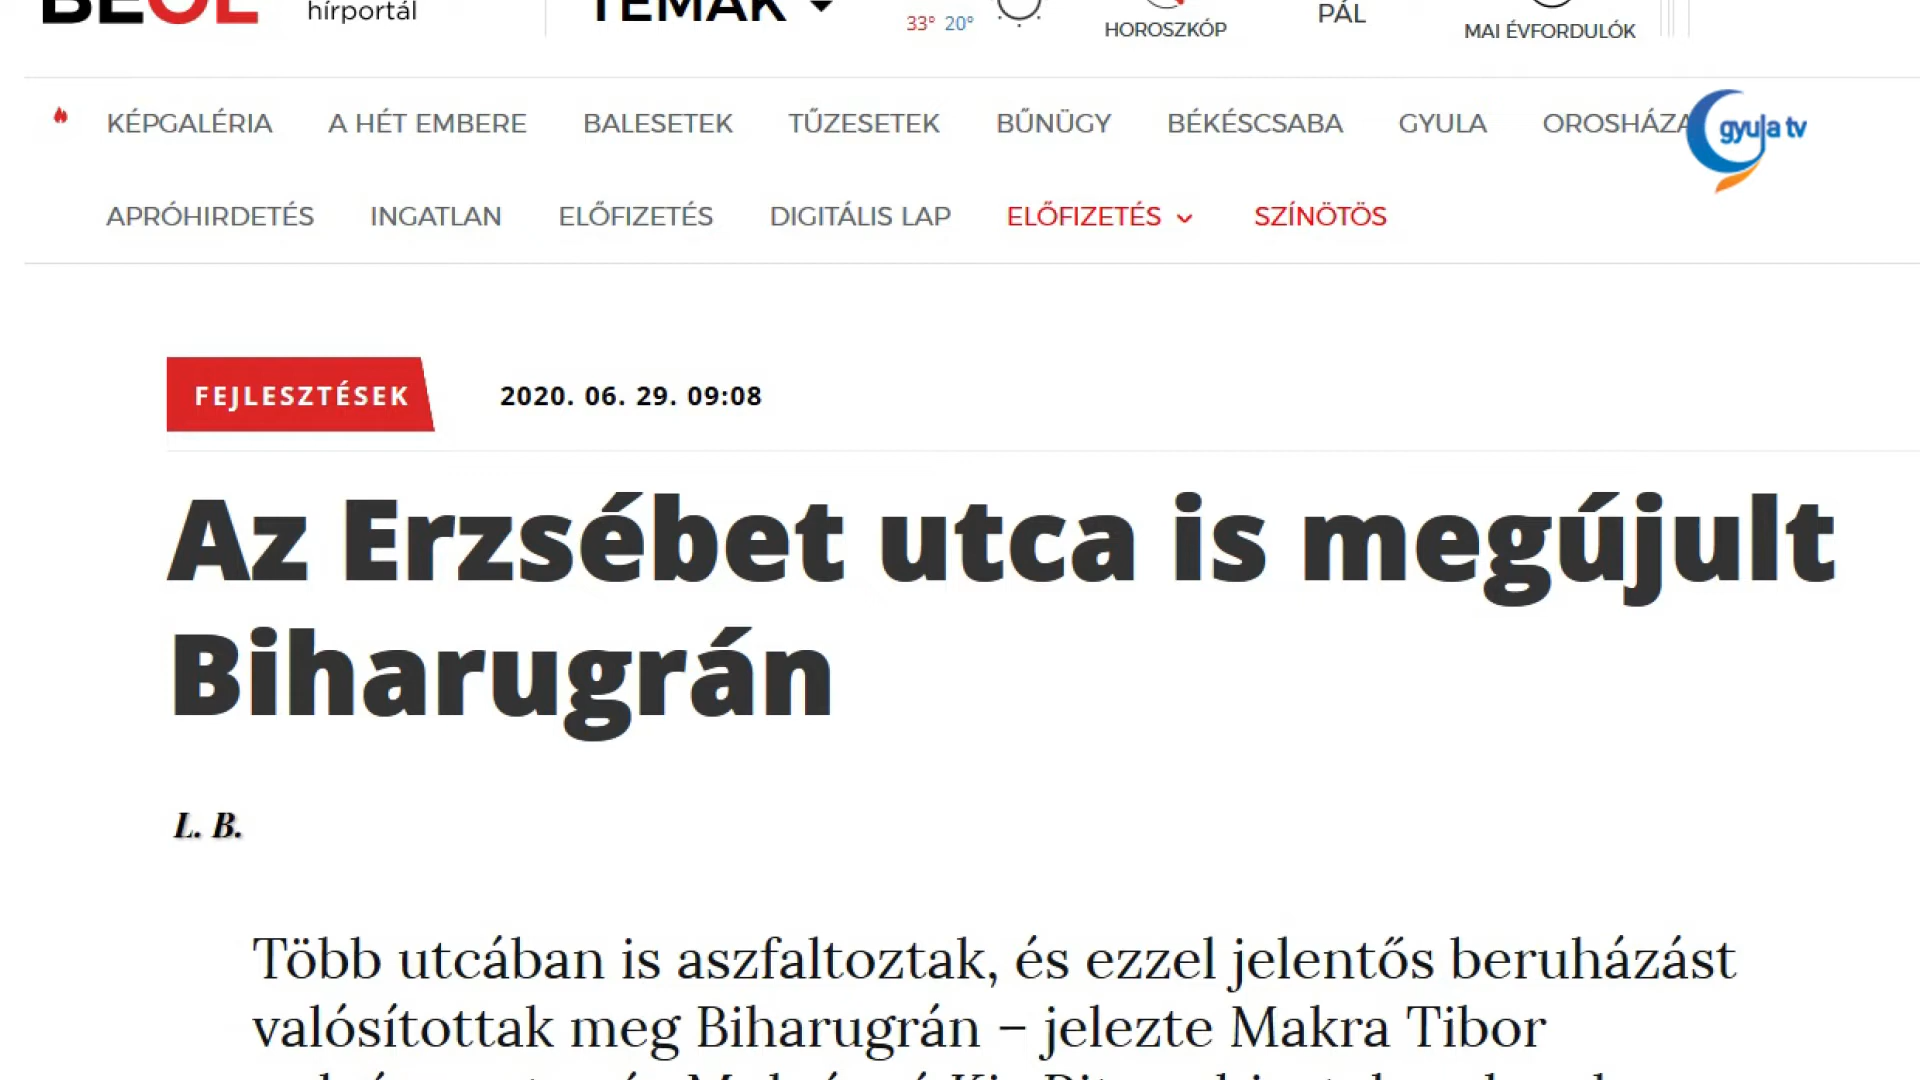 BEOL hírportál TÉMÁK 33° 20° HOROSZKÓP PÁL MAI ÉVFORDULÓK
KÉPGALÉRIA A HÉT EMBERE BALESETEK TŰZESETEK BŰNÜGY BÉKÉSCSABA GYULA OROSHÁZA
gyula tv
APRÓHIRDETÉS INGATLAN ELŐFIZETÉS DIGITÁLIS LAP ELŐFIZETÉS SZÍNÖTÖS
FEJLESZTÉSEK 2020. 06. 29. 09:08
Az Erzsébet utca is megújult
Biharugrán
L. B.
Több utcában is aszfaltoztak, és ezzel jelentős beruházást
valósítottak meg Biharugrán – jelezte Makra Tibor